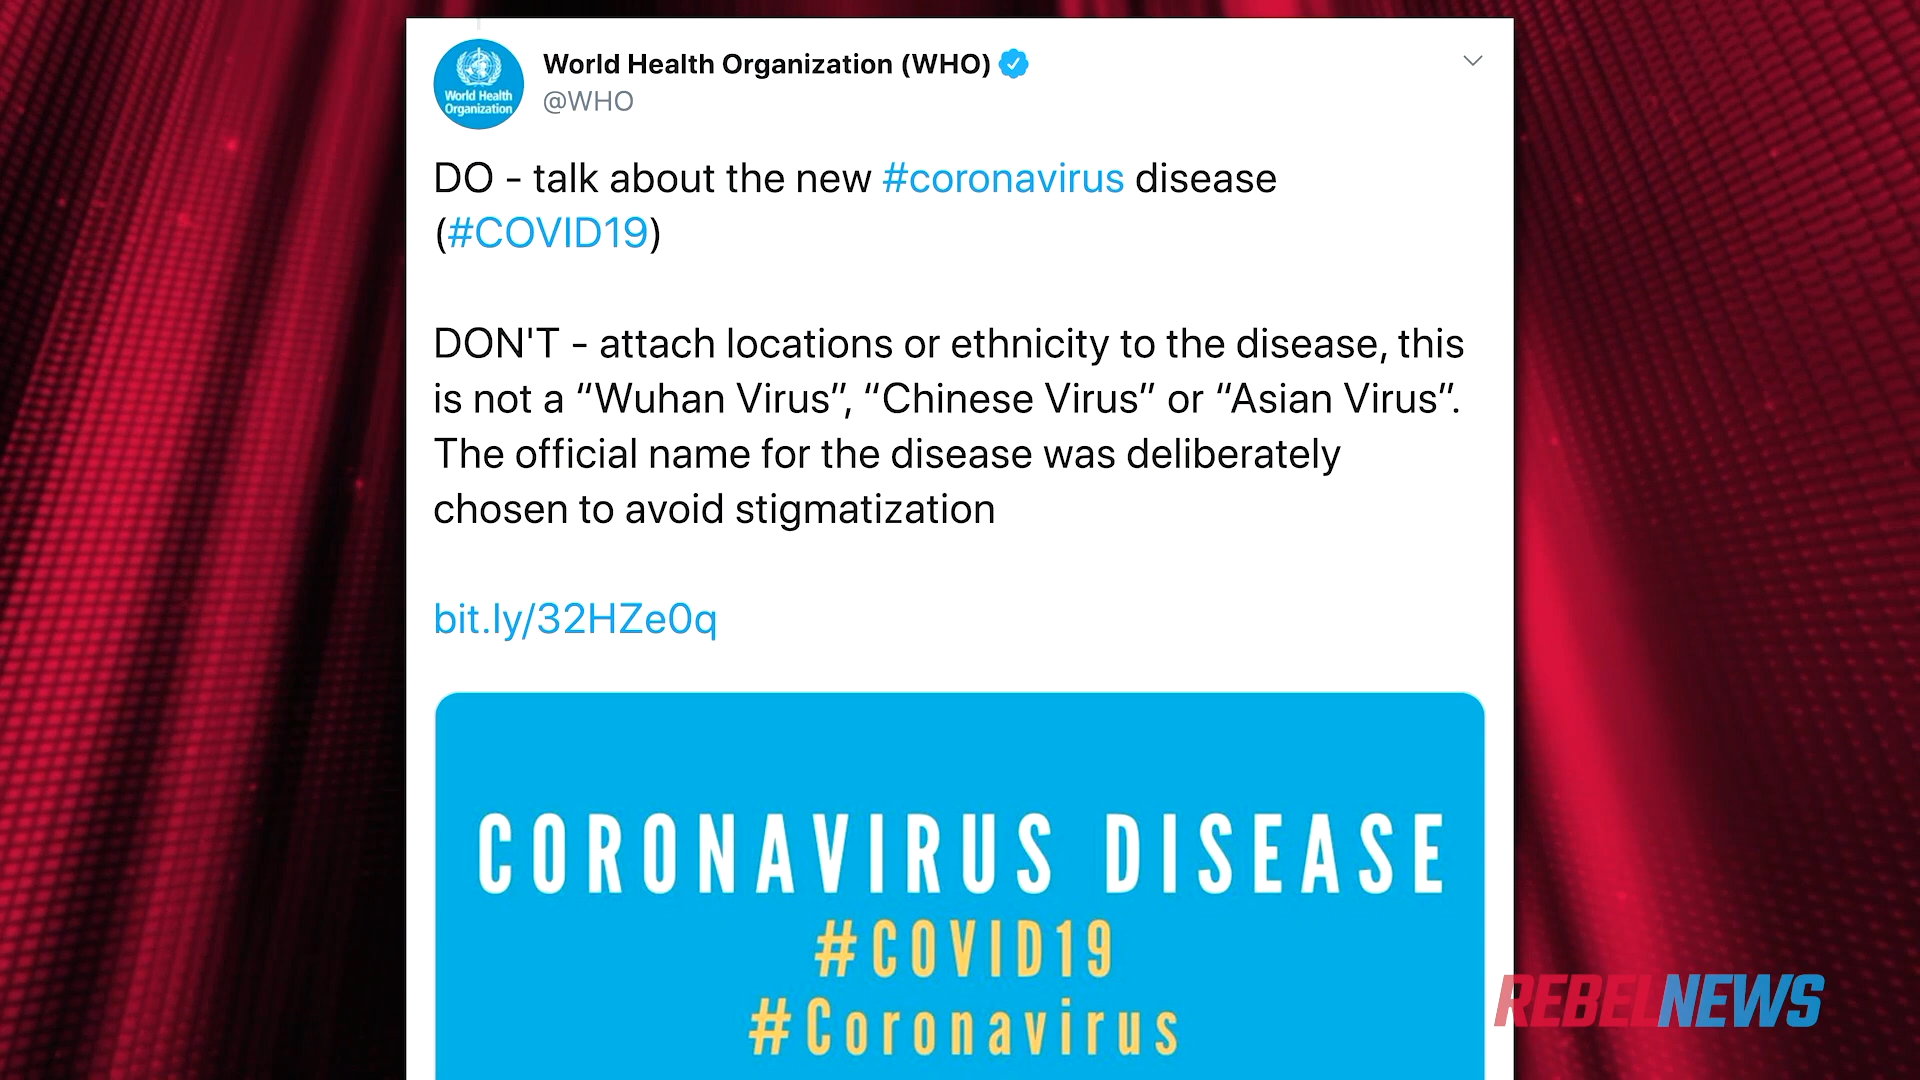 World Health Organization (WHO)
@WHO
World Health
Organization
DO - talk about the new #coronavirus disease
(#COVID19)
DON'T - attach locations or ethnicity to the disease, this
is not a “Wuhan Virus”, “Chinese Virus” or “Asian Virus”.
The official name for the disease was deliberately
chosen to avoid stigmatization
bit.ly/32HZe0q
CORONAVIRUS DISEASE
#COVID19
#Coronavirus
REBELNEWS